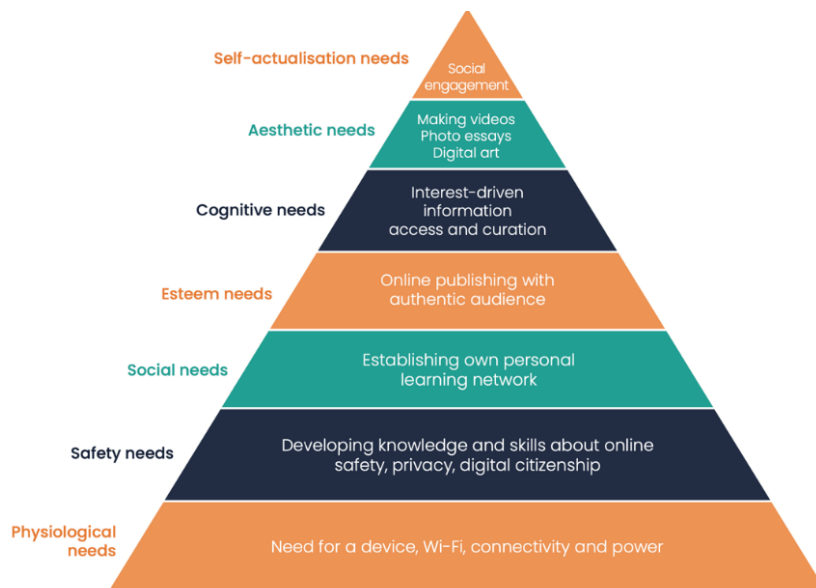 Self-actualisation needs
Social
engagement
Aesthetic needs
Making videos
Photo essays
Digital art
Cognitive needs
Interest-driven
information
access and curation
Esteem needs
Online publishing with
authentic audience
Social needs
Establishing own personal
learning network
Safety needs
Developing knowledge and skills about online
safety, privacy, digital citizenship
Physiological
needs
Need for a device, Wi-Fi, connectivity and power